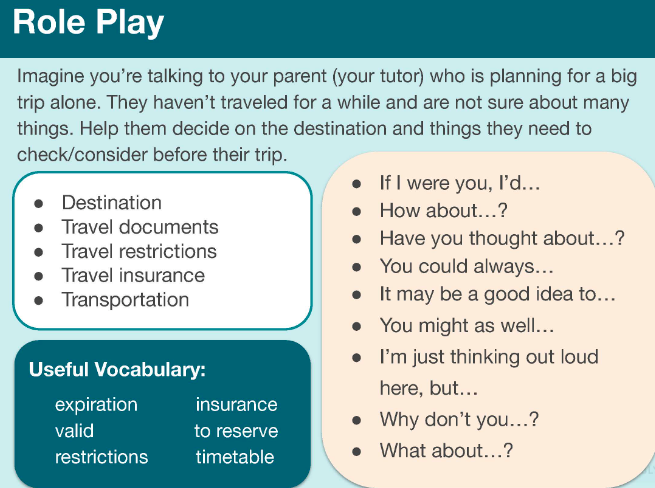 Role Play
Imagine you’re talking to your parent (your tutor) who is planning for a big
trip alone. They haven’t traveled for a while and are not sure about many
things. Help them decide on the destination and things they need to
check/consider before their trip.
● Destination
● Travel documents
● Travel restrictions
● Travel insurance
● Transportation
Useful Vocabulary:
expiration insurance
valid to reserve
restrictions timetable
● If I were you, I’d…
● How about…?
● Have you thought about…?
● You could always…
● It may be a good idea to…
● You might as well…
● I’m just thinking out loud
here, but…
● Why don’t you…?
● What about…?